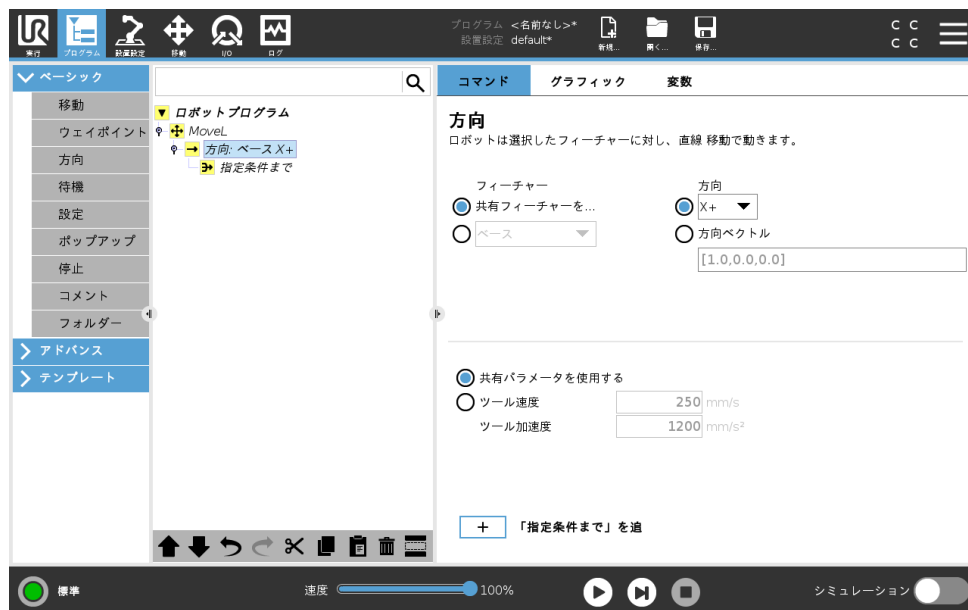 UR
実行
プログラム
設置設定
移動
I/O
ログ
プログラム <名前なし>*
設置設定 default*
新規...
開く...
保存...
C C
C C
ベーシック
移動
ウェイポイント
方向
待機
設定
ポップアップ
停止
コメント
フォルダー
アドバンス
テンプレート
ロボットプログラム
MoveL
方向: ベース X+
指定条件まで
コマンド
グラフィック
変数
方向
ロボットは選択したフィーチャーに対し、直線 移動で動きます。
フィーチャー
共有フィーチャーを...
ベース
方向
X+
方向ベクトル
[1.0,0.0,0.0]
共有パラメータを使用する
ツール速度 250 mm/s
ツール加速度 1200 mm/s²
+ 「指定条件まで」を追
標準
速度 100%
シミュレーション